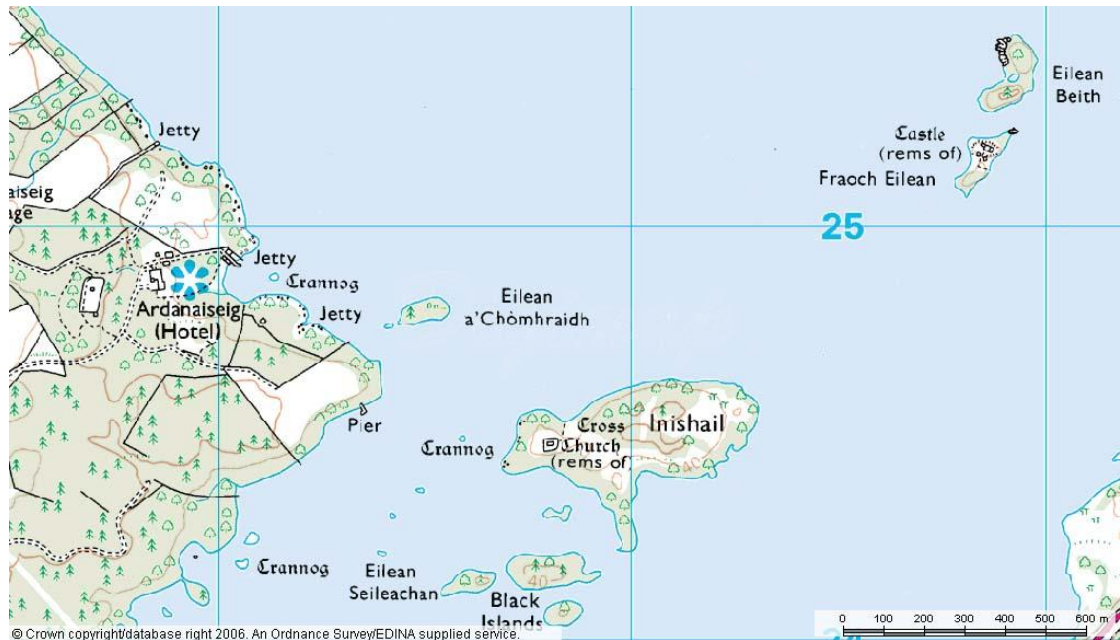 Jetty
Eilean
Beith
Castle
(rems of)
Fraoch Eilean
aiseig
age
25
Jetty
Crannog
Eilean
a'Chòmhraidh
Ardanaiseig
(Hotel)
Jetty
Pier
Cross
Inishail
Church
(rems of
Crannog
40
Crannog
Eilean
Seileachan
40
Black
Islands
0 100 200 300 400 500 600 m
© Crown copyright/database right 2006. An Ordnance Survey/EDINA supplied service.